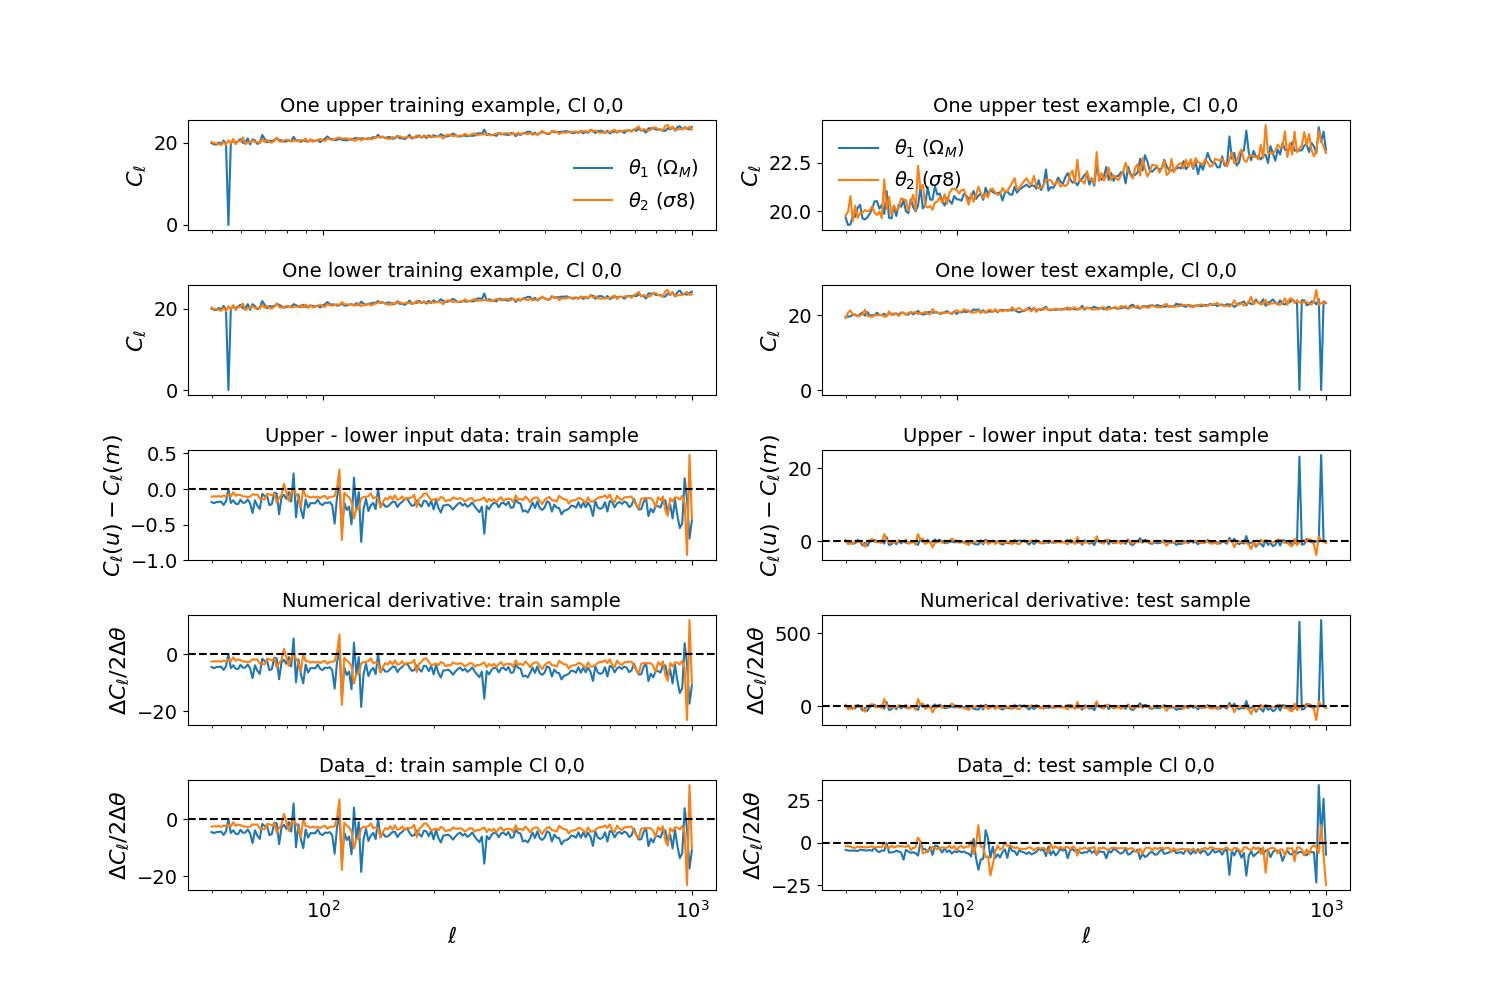 One upper training example, Cl 0,0
Cℓ
20
0
θ1 (ΩM)
θ2 (σ8)
One upper test example, Cl 0,0
Cℓ
22.5
20.0
θ1 (ΩM)
θ2 (σ8)
One lower training example, Cl 0,0
Cℓ
20
0
One lower test example, Cl 0,0
Cℓ
20
0
Upper - lower input data: train sample
Cℓ(u) − Cℓ(m)
0.5
0.0
−0.5
−1.0
Upper - lower input data: test sample
Cℓ(u) − Cℓ(m)
20
0
Numerical derivative: train sample
ΔCℓ/2Δθ
0
−20
Numerical derivative: test sample
ΔCℓ/2Δθ
500
0
Data_d: train sample Cl 0,0
ΔCℓ/2Δθ
0
−20
10² 10³
ℓ
Data_d: test sample Cl 0,0
ΔCℓ/2Δθ
25
0
−25
10² 10³
ℓ